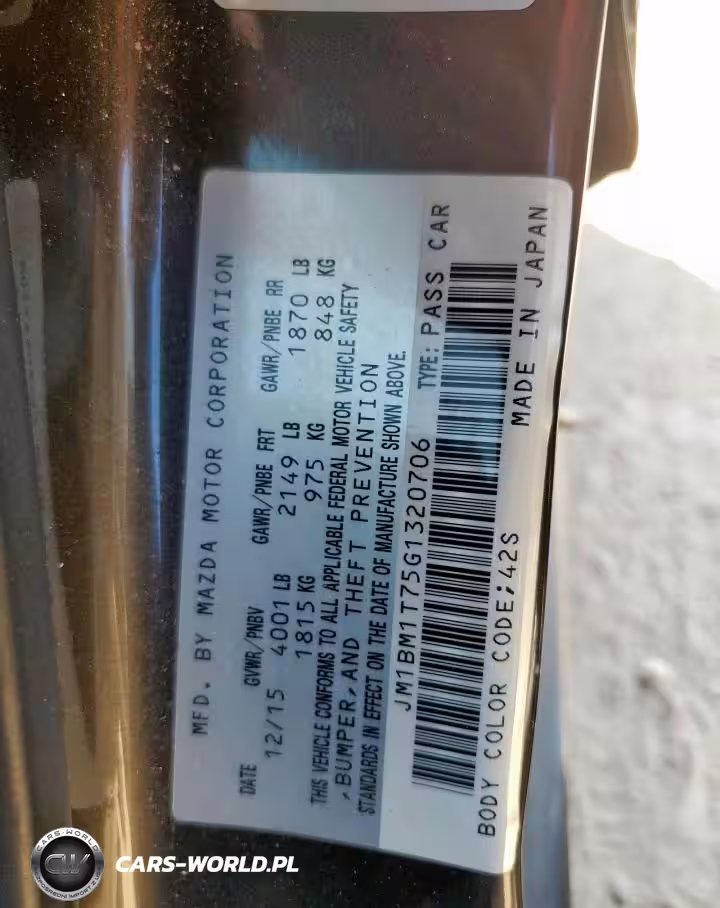 MFD. BY MAZDA MOTOR CORPORATION
DATE GVWR/PNBV GAWR/PNBE FRT GAWR/PNBE RR
12/15 4001 LB 2149 LB 1870 LB
1815 KG 975 KG 848 KG
THIS VEHICLE CONFORMS TO ALL APPLICABLE FEDERAL MOTOR VEHICLE SAFETY
,BUMPER,AND THEFT PREVENTION
STANDARDS IN EFFECT ON THE DATE OF MANUFACTURE SHOWN ABOVE.
JM1BM1T75G1320706 TYPE: PASS CAR
BODY COLOR CODE;42S MADE IN JAPAN
CARS-WORLD
CW
CARS-WORLD.PL